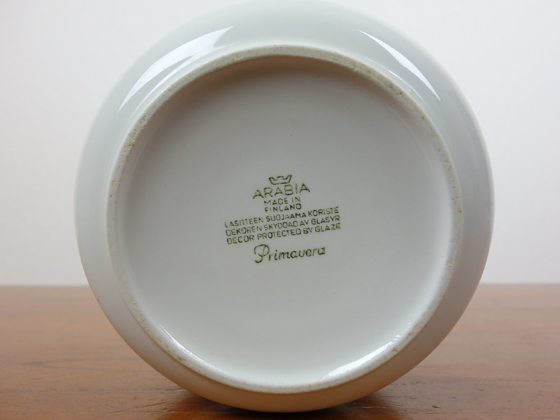 ARABIA
MADE IN
FINLAND
LASITTEEN SUOJAAMA KORISTE
DEKOREN SKYDDAD AV GLASYR
DECOR PROTECTED BY GLAZE
Primavera